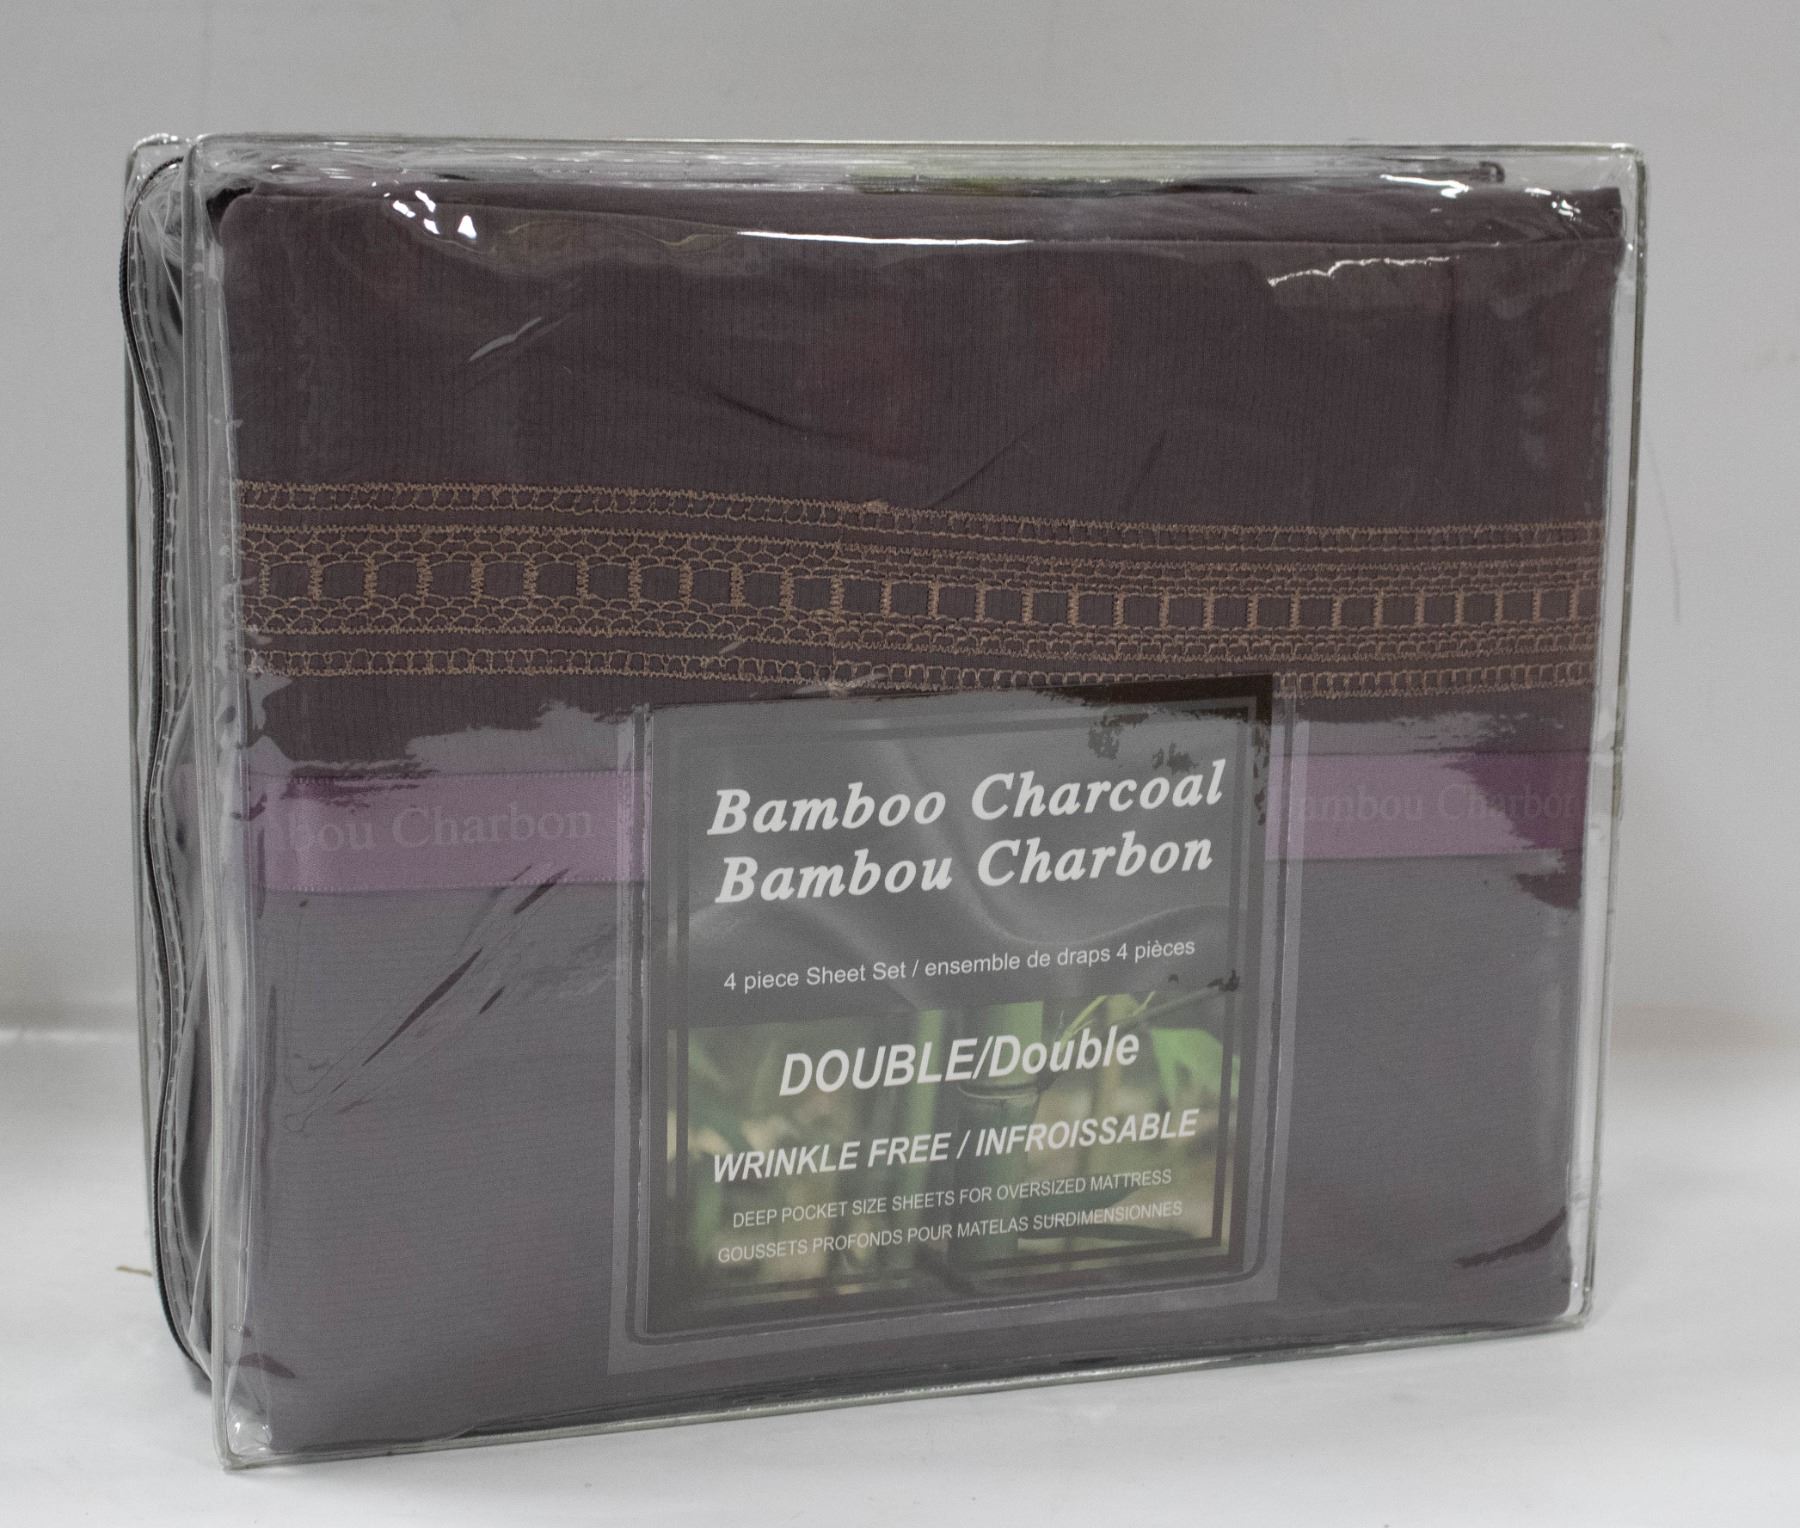 Bamboo Charcoal
Bambou Charbon
4 piece Sheet Set / ensemble de draps 4 pièces
DOUBLE/Double
WRINKLE FREE / INFROISSABLE
DEEP POCKET SIZE SHEETS FOR OVERSIZED MATTRESS
GOUSSETS PROFONDS POUR MATELAS SURDIMENSIONNES
bou Charbon
ambou Charbon